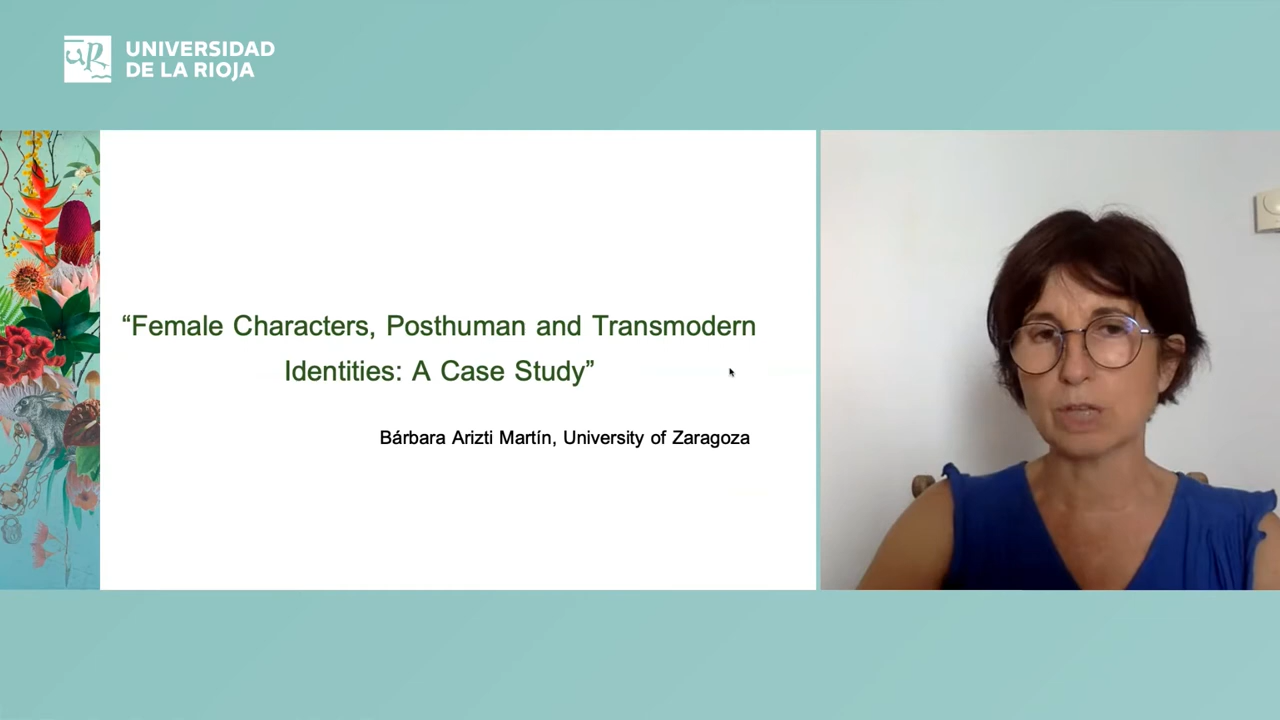 UNIVERSIDAD
DE LA RIOJA
“Female Characters, Posthuman and Transmodern
Identities: A Case Study”
Bárbara Arizti Martín, University of Zaragoza